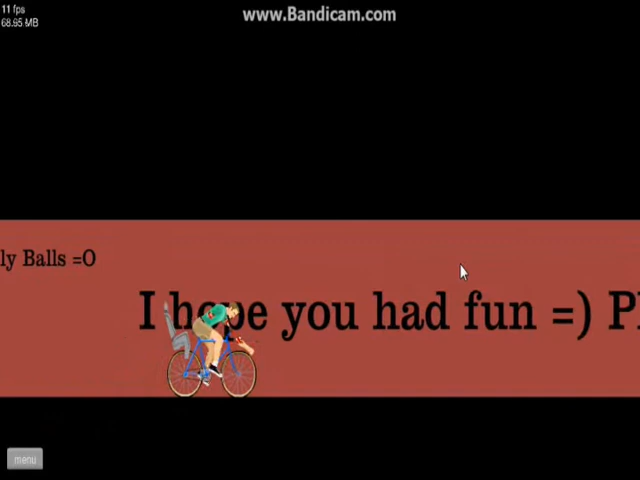 11 fps
68.95 MB
www.Bandicam.com
ly Balls =O
I hope you had fun =) Pl
menu